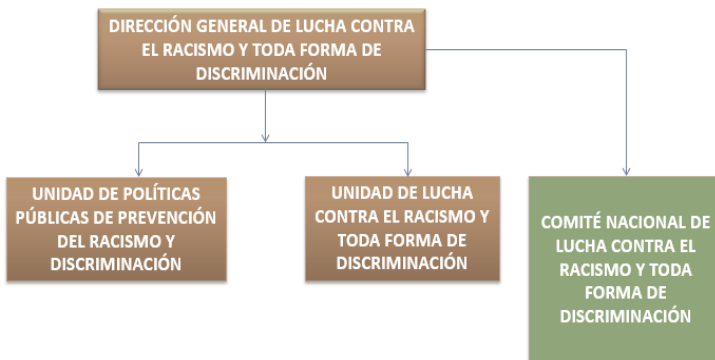 DIRECCIÓN GENERAL DE LUCHA CONTRA
EL RACISMO Y TODA FORMA DE
DISCRIMINACIÓN
UNIDAD DE POLÍTICAS
PÚBLICAS DE PREVENCIÓN
DEL RACISMO Y
DISCRIMINACIÓN
UNIDAD DE LUCHA
CONTRA EL RACISMO Y
TODA FORMA DE
DISCRIMINACIÓN
COMITÉ NACIONAL DE
LUCHA CONTRA EL
RACISMO Y TODA
FORMA DE
DISCRIMINACIÓN